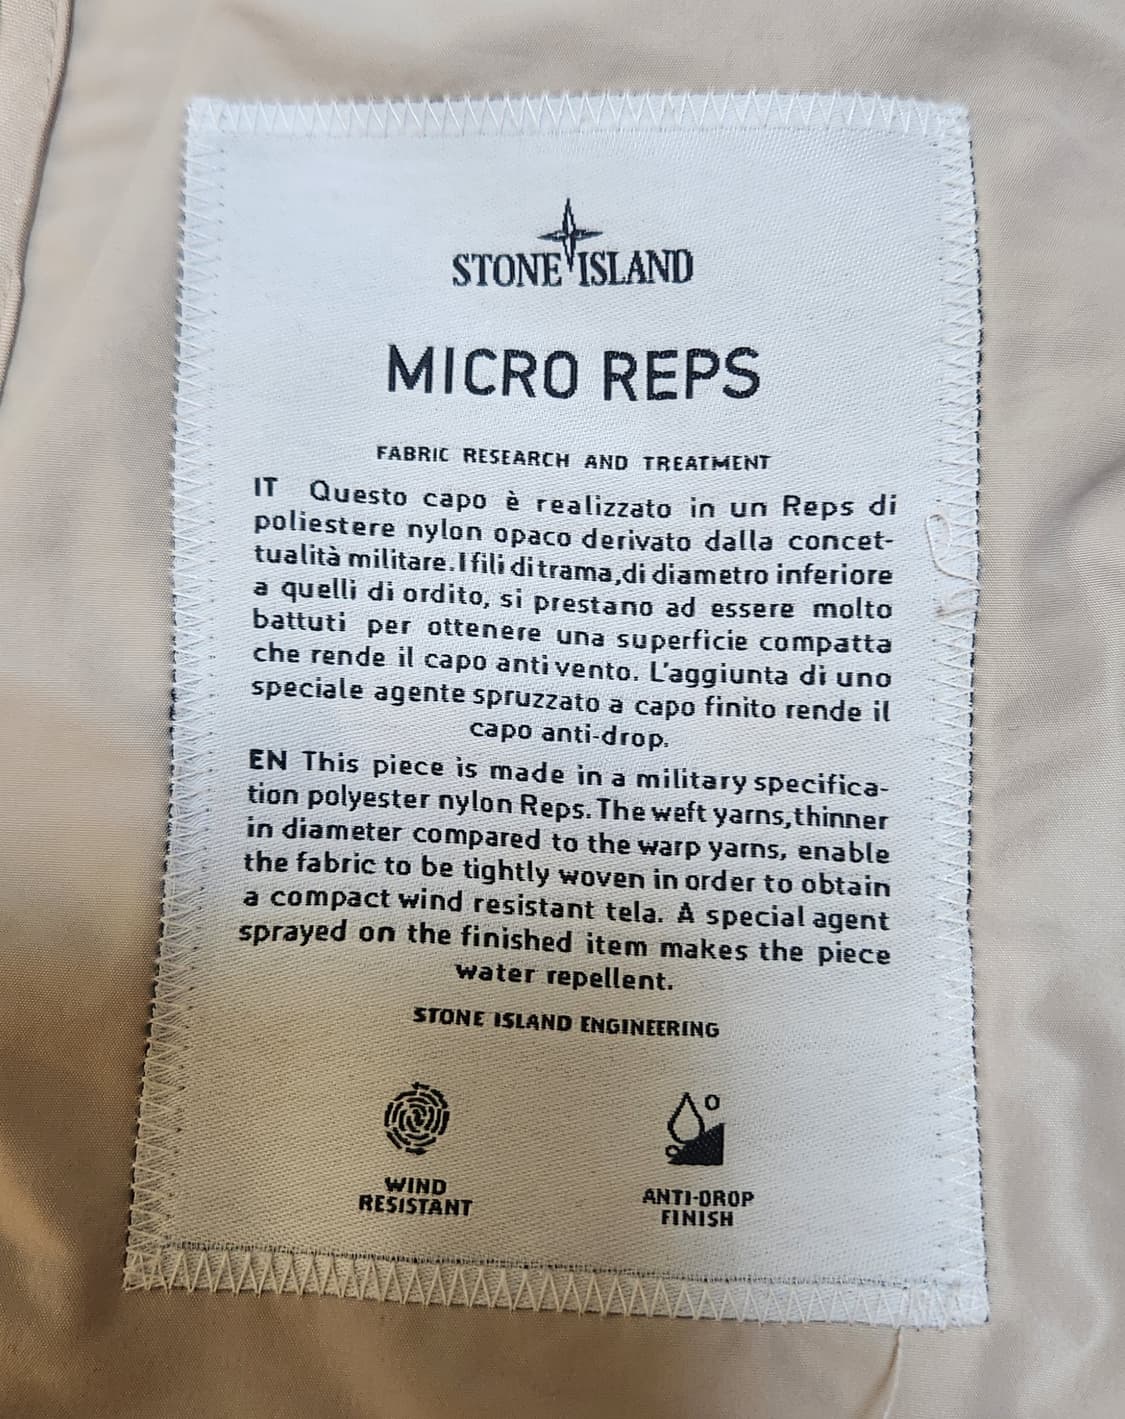 STONE ISLAND
MICRO REPS
FABRIC RESEARCH AND TREATMENT
IT Questo capo è realizzato in un Reps di
poliestere nylon opaco derivato dalla concet-
tualità militare. I fili di trama, di diametro inferiore
a quelli di ordito, si prestano ad essere molto
battuti per ottenere una superficie compatta
che rende il capo anti vento. L'aggiunta di uno
speciale agente spruzzato a capo finito rende il
capo anti-drop.
EN This piece is made in a military specifica-
tion polyester nylon Reps. The weft yarns, thinner
in diameter compared to the warp yarns, enable
the fabric to be tightly woven in order to obtain
a compact wind resistant tela. A special agent
sprayed on the finished item makes the piece
water repellent.
STONE ISLAND ENGINEERING
WIND
RESISTANT
ANTI-DROP
FINISH